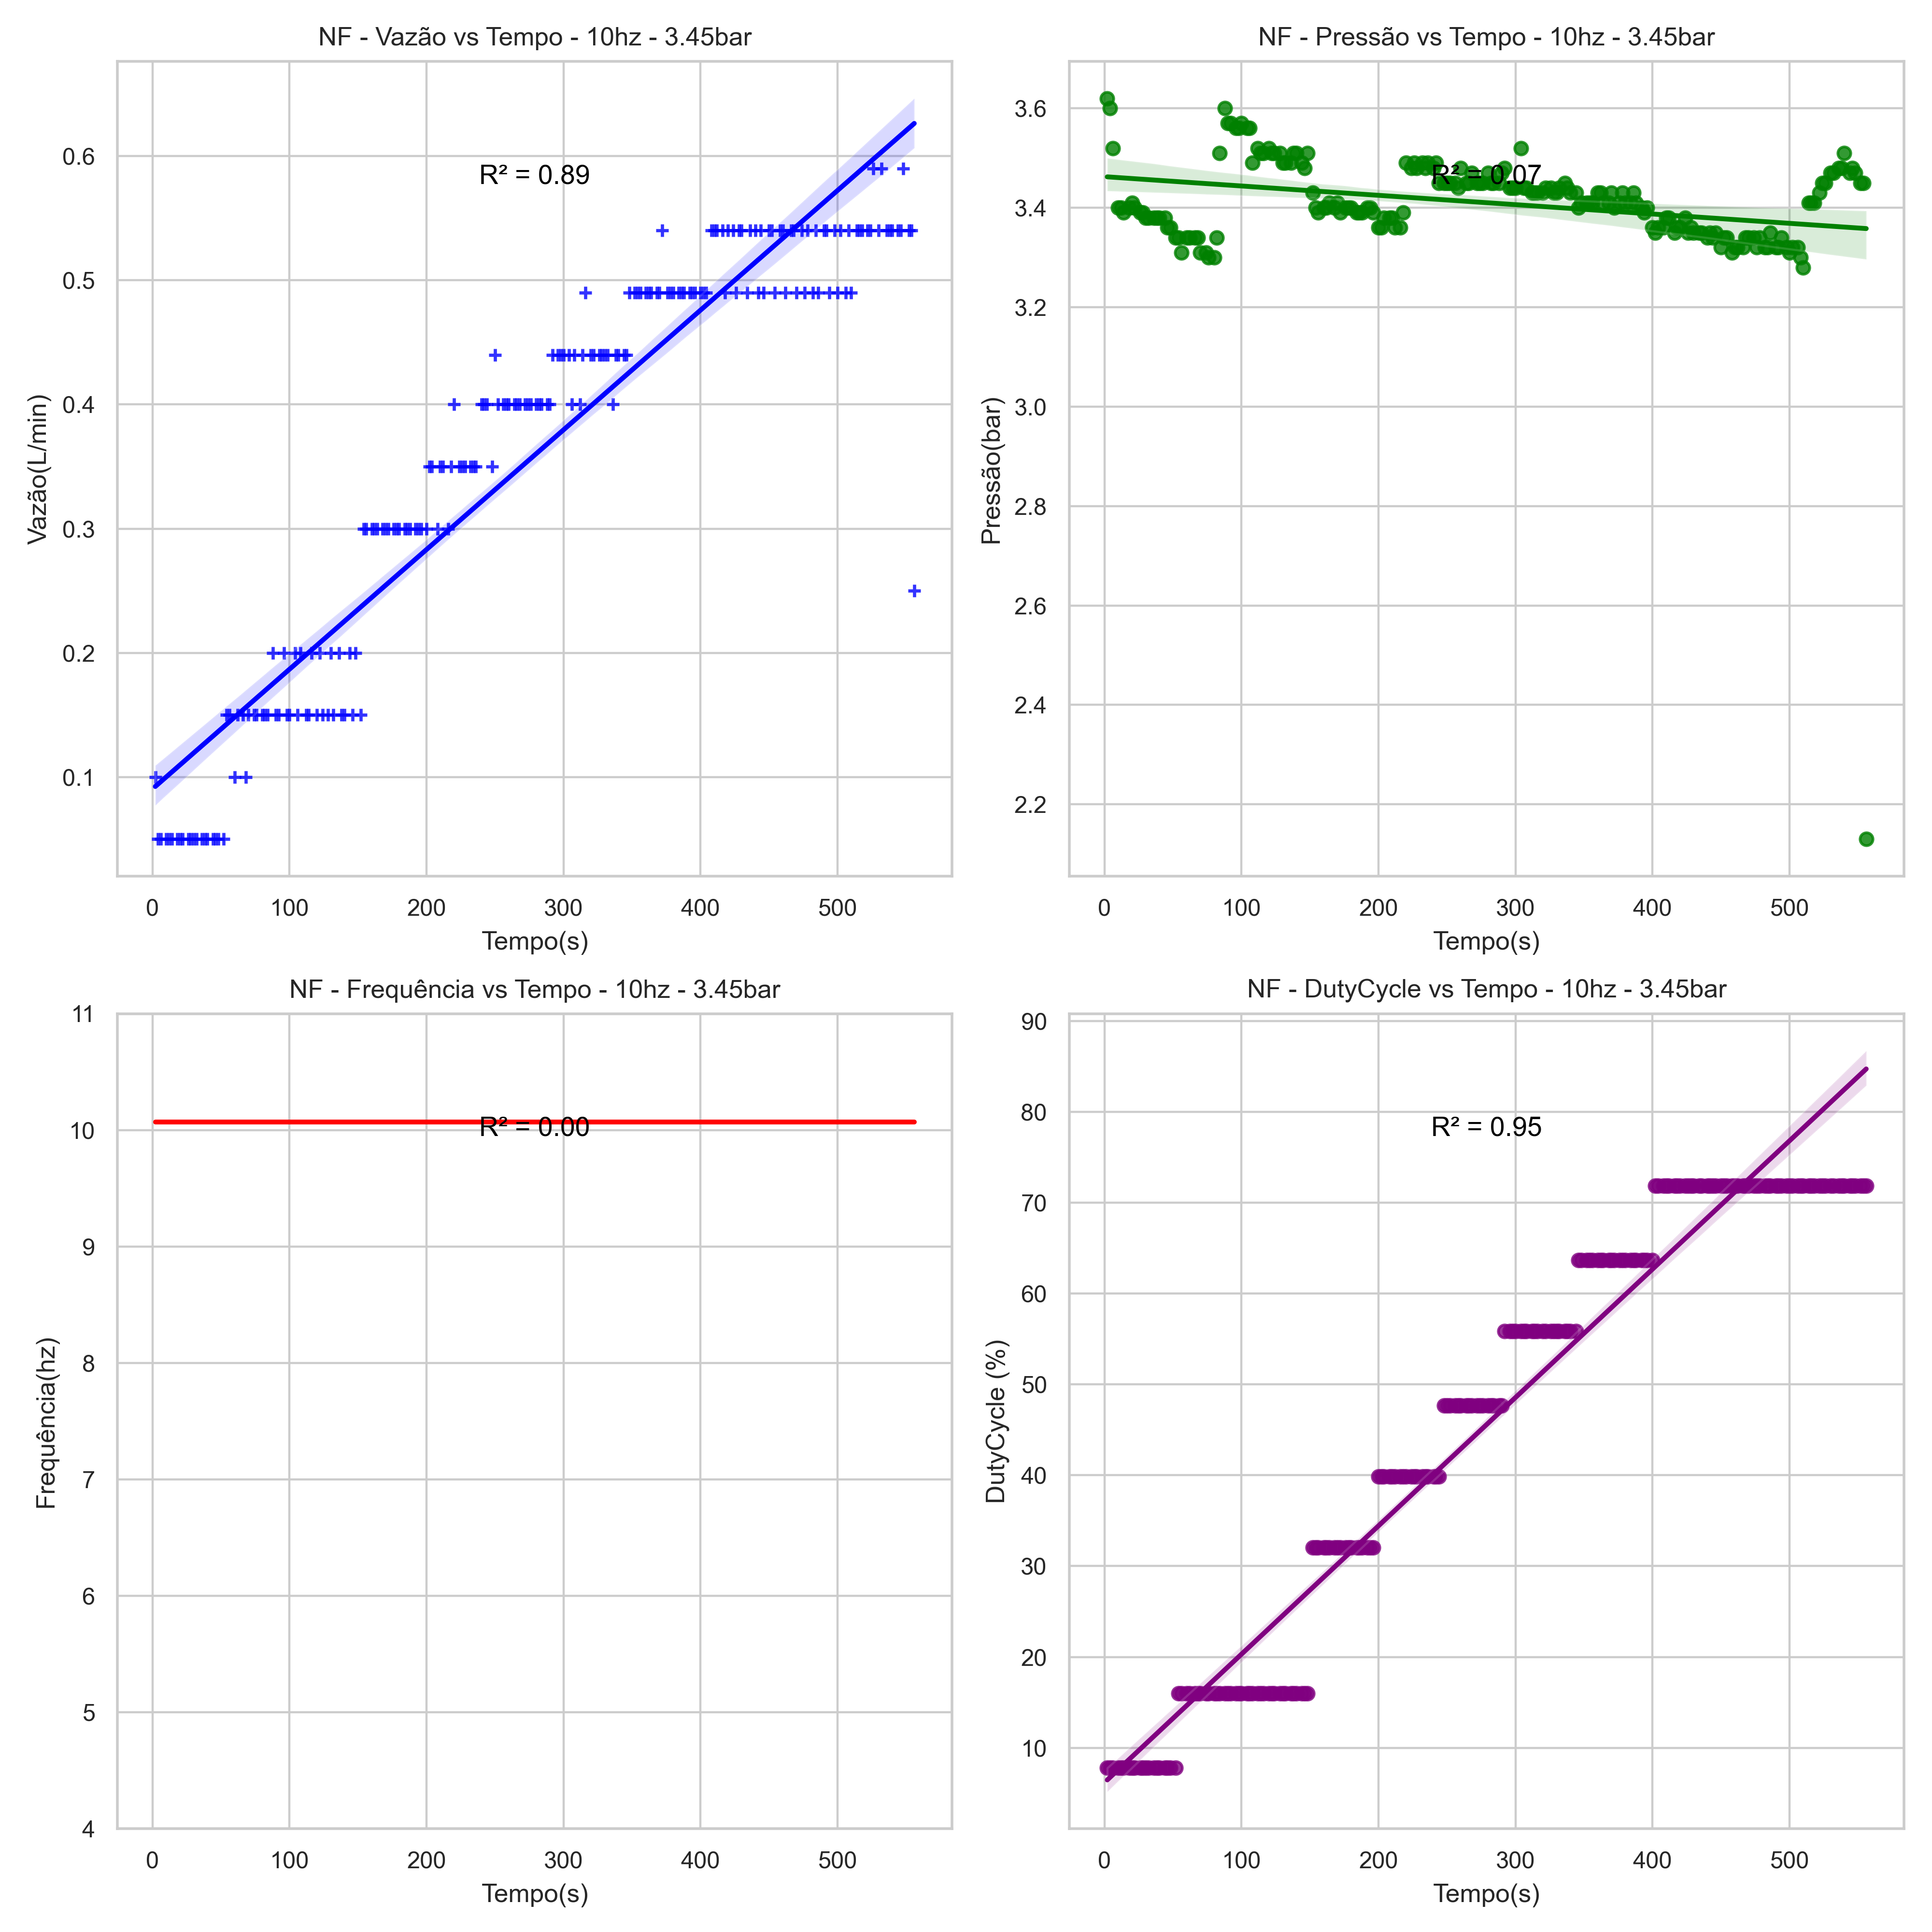 NF - Vazão vs Tempo - 10hz - 3.45bar
R² = 0.89
0.6
0.5
0.4
0.3
0.2
0.1
Vazão(L/min)
0 100 200 300 400 500
Tempo(s)
NF - Pressão vs Tempo - 10hz - 3.45bar
R² = 0.07
3.6
3.4
3.2
3.0
2.8
2.6
2.4
2.2
Pressão(bar)
0 100 200 300 400 500
Tempo(s)
NF - Frequência vs Tempo - 10hz - 3.45bar
R² = 0.00
11
10
9
8
7
6
5
4
Frequência(hz)
0 100 200 300 400 500
Tempo(s)
NF - DutyCycle vs Tempo - 10hz - 3.45bar
R² = 0.95
90
80
70
60
50
40
30
20
10
DutyCycle (%)
0 100 200 300 400 500
Tempo(s)